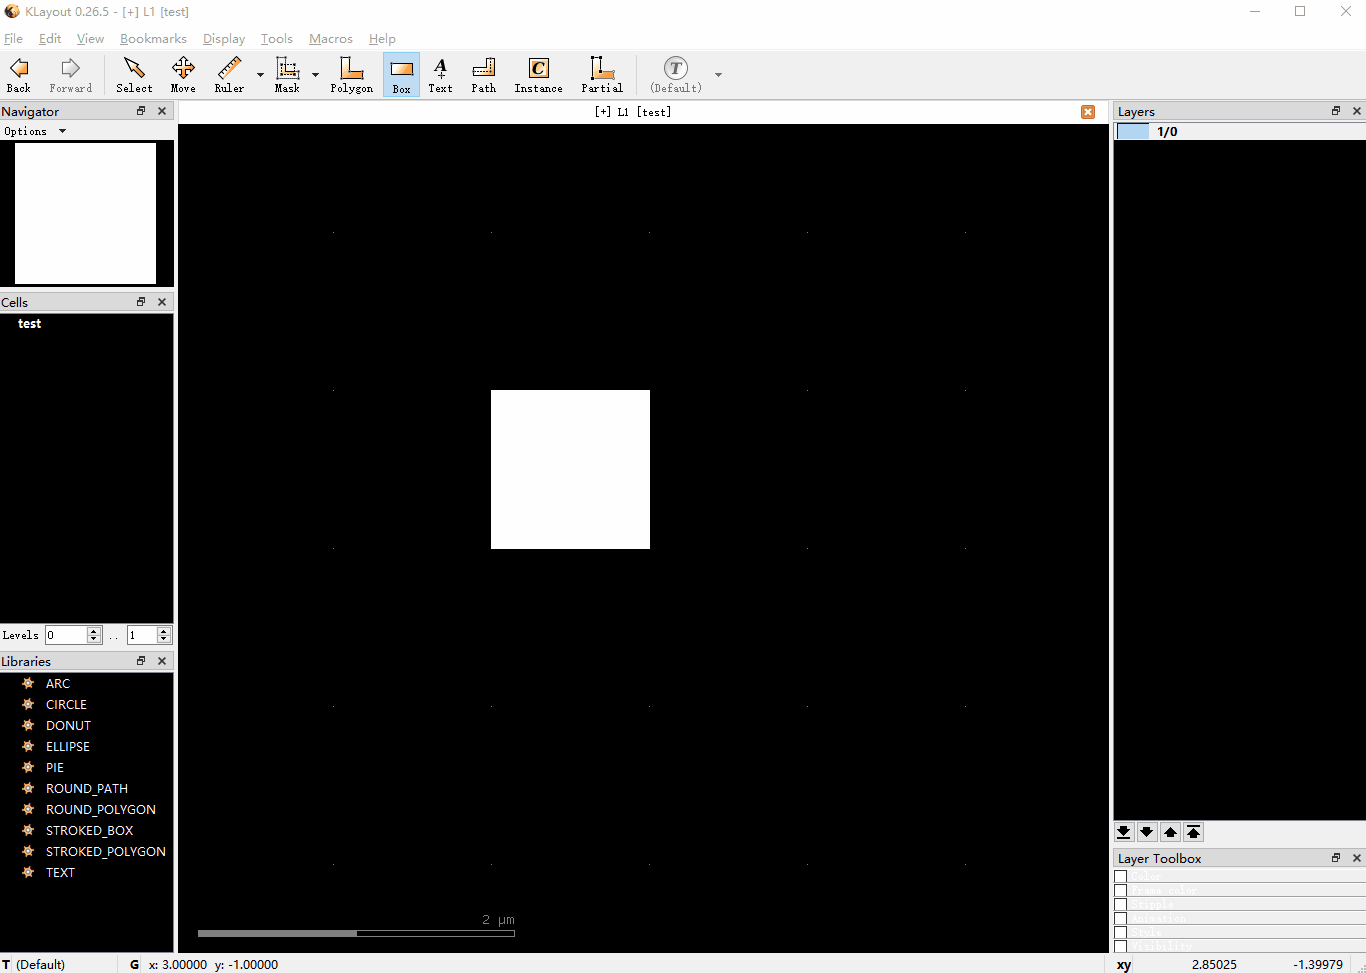 KLayout 0.26.5 - [+] L1 [test]
File Edit View Bookmarks Display Tools Macros Help
Back Forward Select Move Ruler Mask Polygon Box A Text Path C Instance Partial T (Default)
Navigator
Options
[+] L1 [test]
Layers
1/0
Cells
test
Levels 0 .. 1
Libraries
ARC
CIRCLE
DONUT
ELLIPSE
PIE
ROUND_PATH
ROUND_POLYGON
STROKED_BOX
STROKED_POLYGON
TEXT
2 μm
Layer Toolbox
Color
Frame color
Stipple
Animation
Style
Visibility
T (Default) G x: 3.00000 y: -1.00000 xy 2.85025 -1.39979